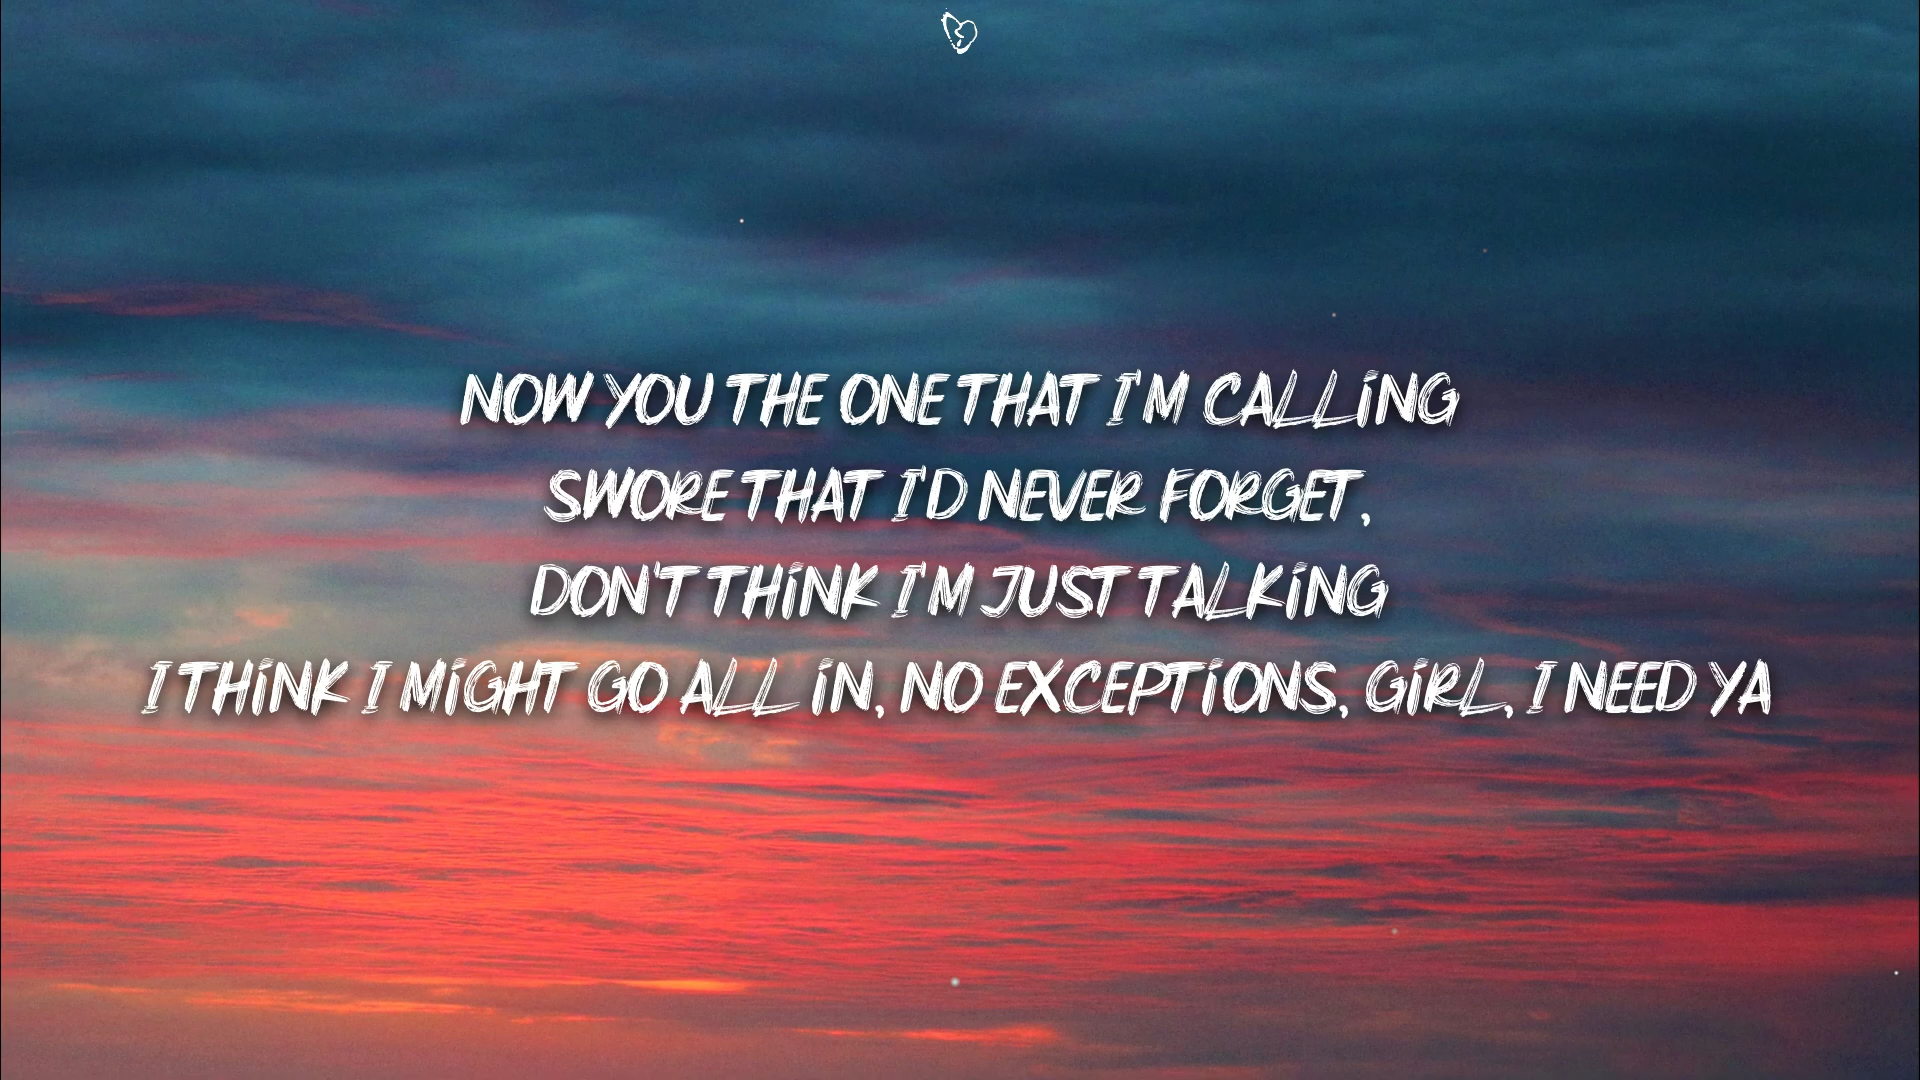 NOW YOU THE ONE THAT I'M CALLING
SWORE THAT I'D NEVER FORGET,
DON'T THINK I'M JUST TALKING
I THINK I MIGHT GO ALL IN, NO EXCEPTIONS, GIRL, I NEED YA